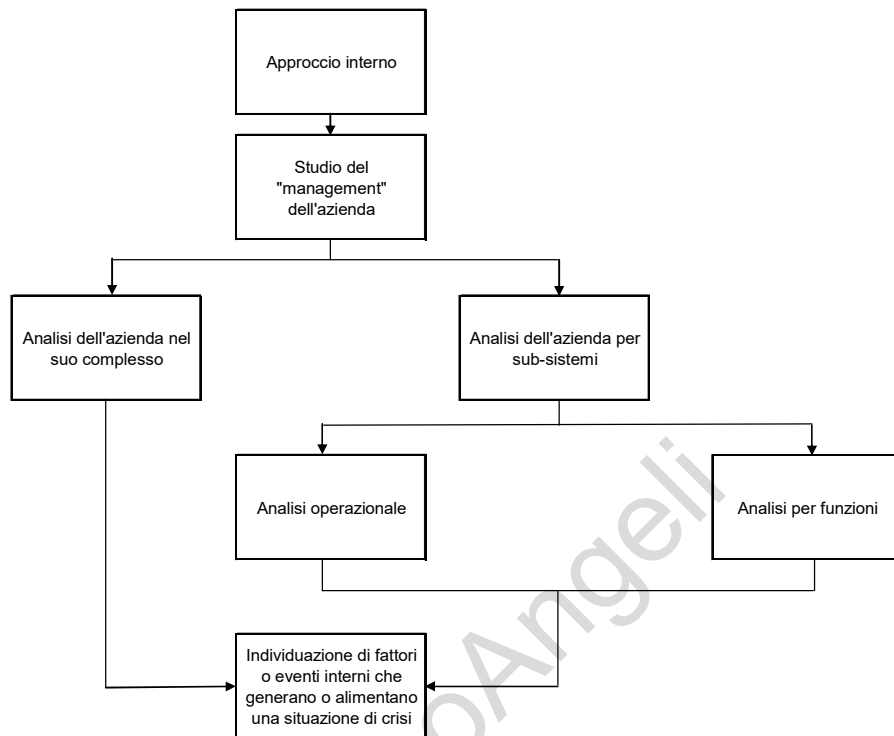 Approccio interno
Studio del
"management"
dell'azienda
Analisi dell'azienda nel
suo complesso
Analisi dell'azienda per
sub-sistemi
Analisi operazionale
Analisi per funzioni
Individuazione di fattori
o eventi interni che
generano o alimentano
una situazione di crisi
oAngeli